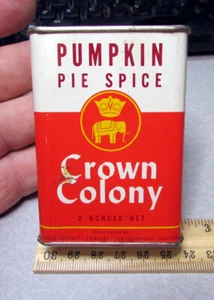 PUMPKIN
PIE SPICE
Crown
Colony
2 OUNCES NET